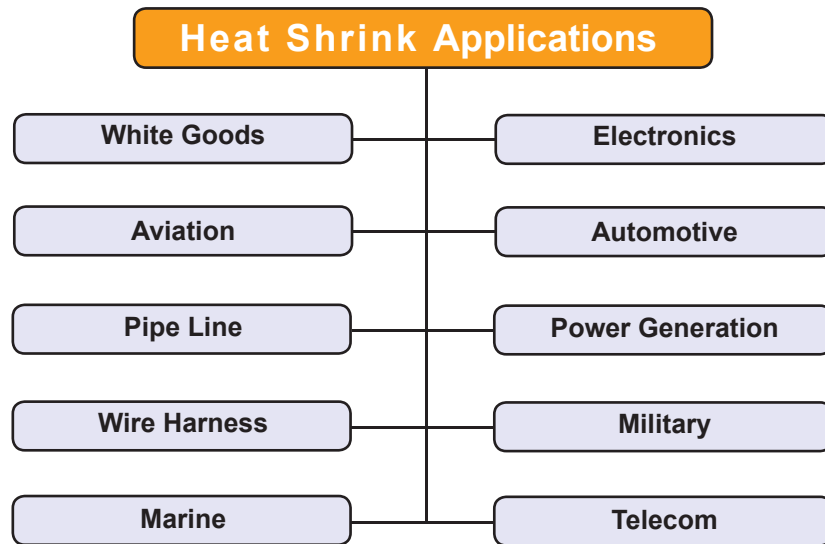 Heat Shrink Applications
White Goods
Electronics
Aviation
Automotive
Pipe Line
Power Generation
Wire Harness
Military
Marine
Telecom